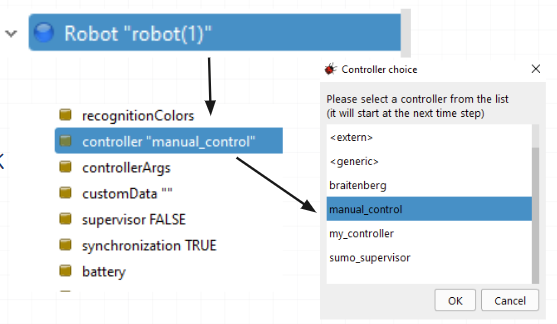 Robot "robot(1)"
recognitionColors
controller "manual_control"
controllerArgs
customData ""
supervisor FALSE
synchronization TRUE
battery
Controller choice
Please select a controller from the list
(it will start at the next time step)
<extern>
<generic>
braitenberg
manual_control
my_controller
sumo_supervisor
OK
Cancel